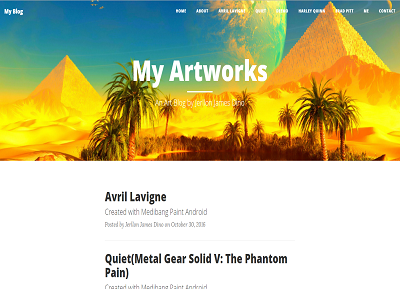 My Blog
HOME ABOUT AVRIL LAVIGNE QUIET HARLEY QUINN BRAD PITT ME CONTACT
My Artworks
An Art Blog by Jerilon James Dino
Avril Lavigne
Created with Medibang Paint Android
Posted by Jerilon James Dino on October 30, 2016
Quiet(Metal Gear Solid V: The Phantom
Pain)
Created with Medibang Paint Android